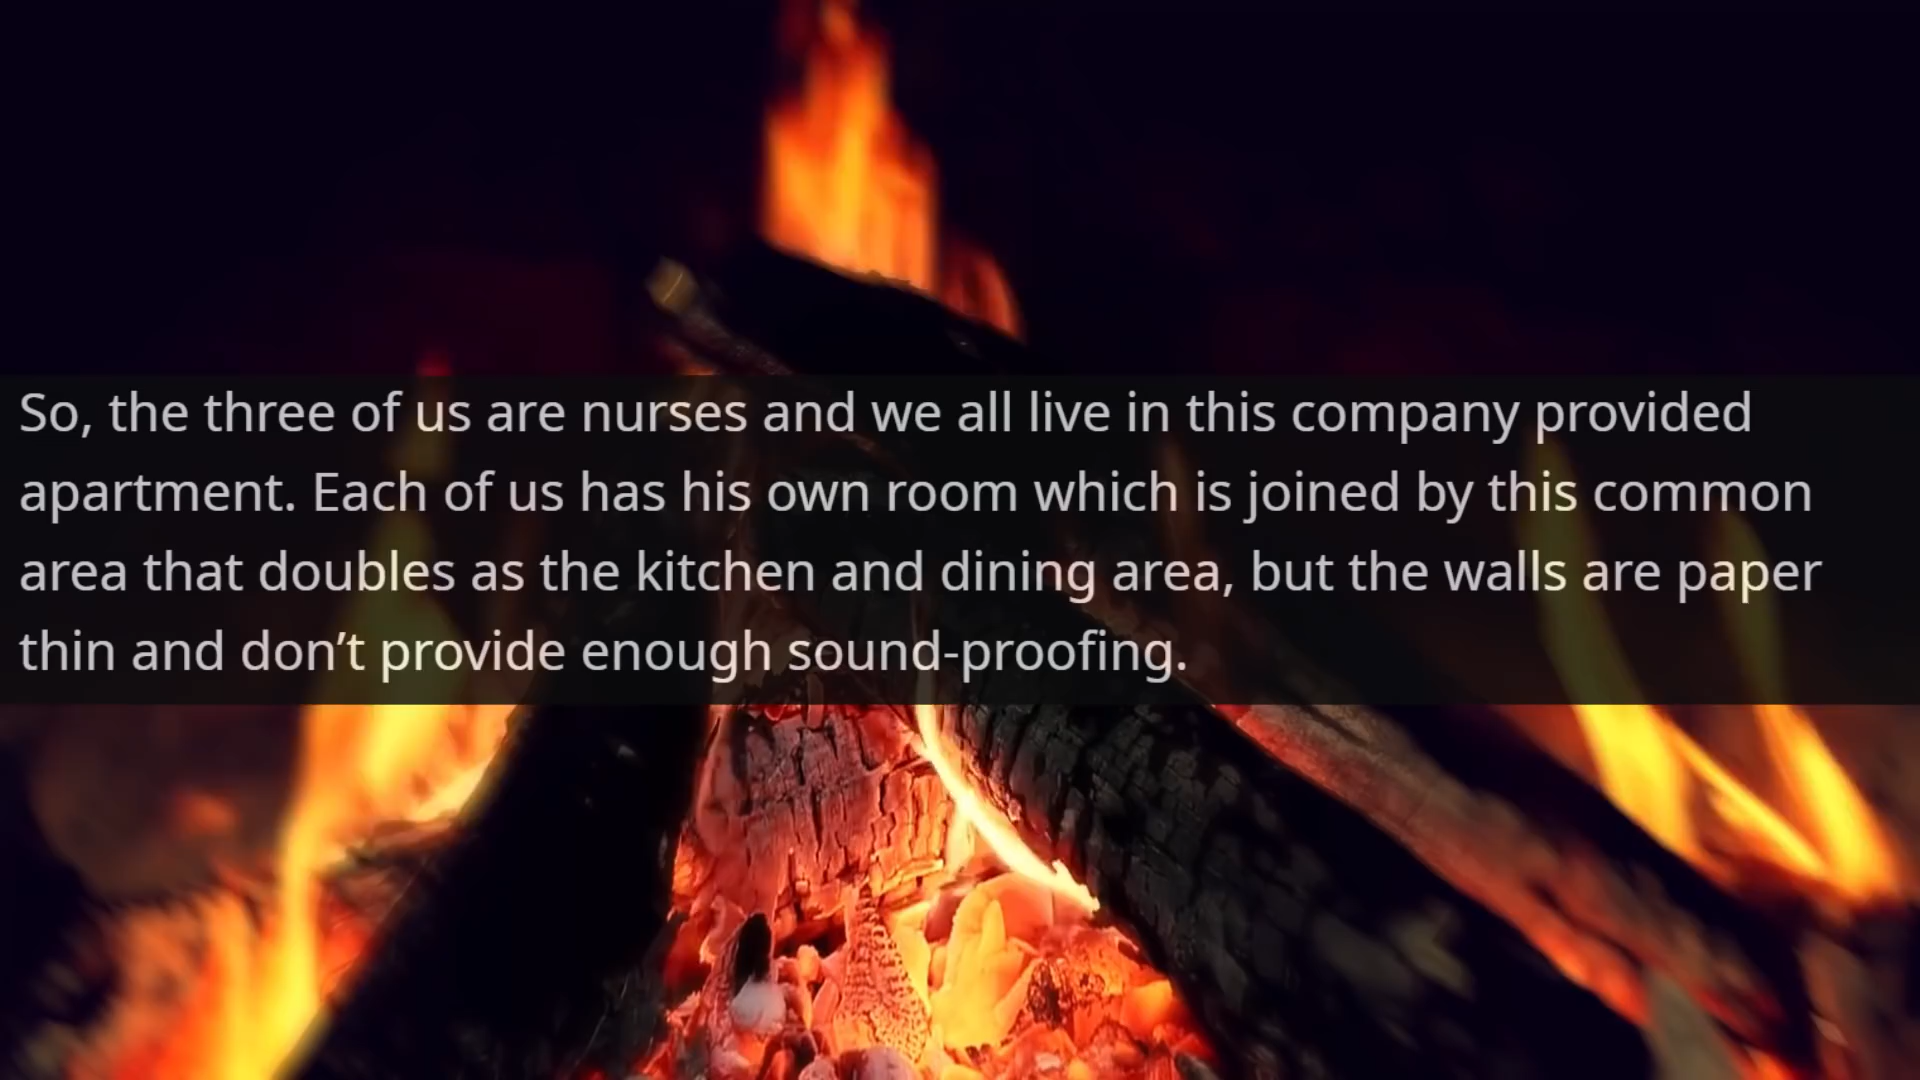 So, the three of us are nurses and we all live in this company provided
apartment. Each of us has his own room which is joined by this common
area that doubles as the kitchen and dining area, but the walls are paper
thin and don’t provide enough sound-proofing.